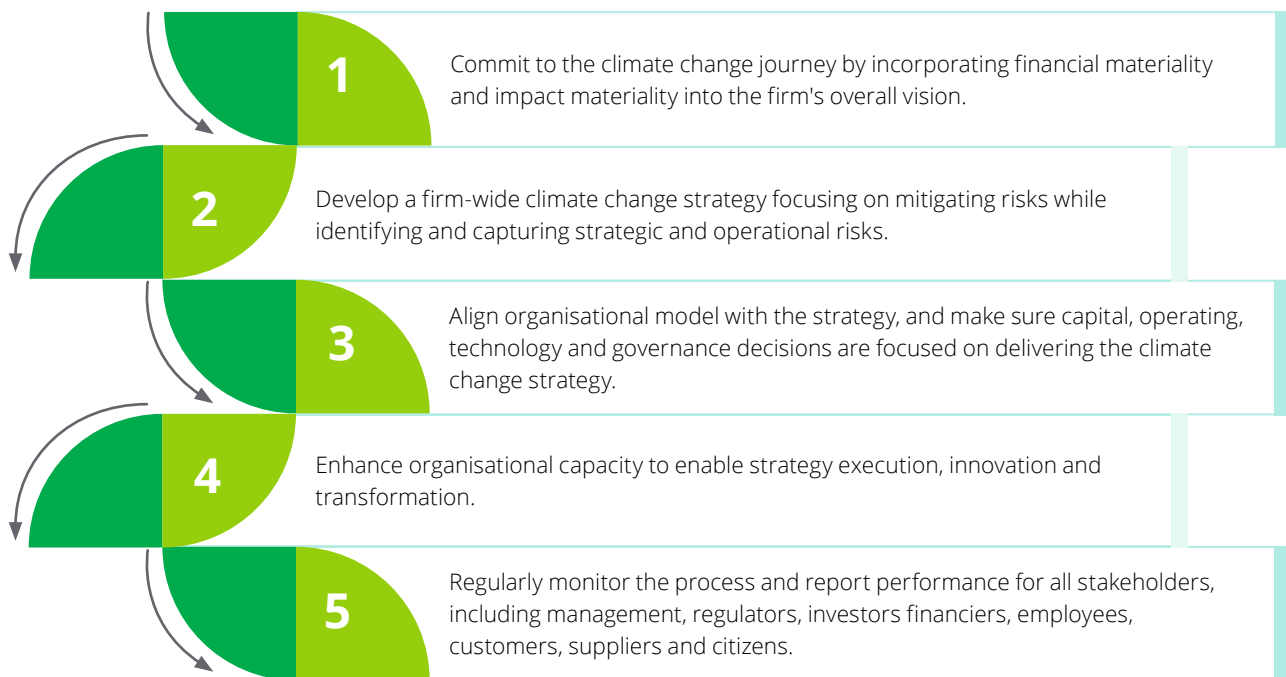 1
Commit to the climate change journey by incorporating financial materiality
and impact materiality into the firm's overall vision.
2
Develop a firm-wide climate change strategy focusing on mitigating risks while
identifying and capturing strategic and operational risks.
3
Align organisational model with the strategy, and make sure capital, operating,
technology and governance decisions are focused on delivering the climate
change strategy.
4
Enhance organisational capacity to enable strategy execution, innovation and
transformation.
5
Regularly monitor the process and report performance for all stakeholders,
including management, regulators, investors financiers, employees,
customers, suppliers and citizens.